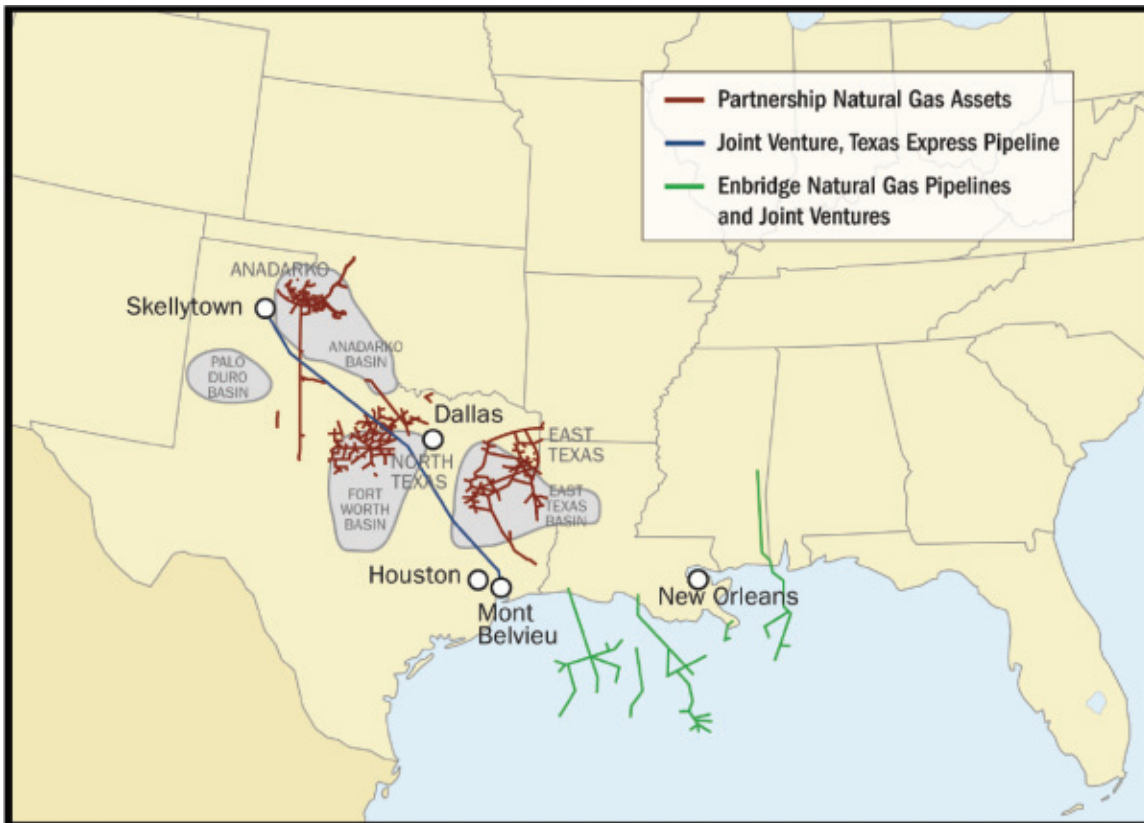 Partnership Natural Gas Assets
Joint Venture, Texas Express Pipeline
Enbridge Natural Gas Pipelines
and Joint Ventures
ANADARKO
Skellytown
ANADARKO
BASIN
PALO
DURO
BASIN
Dallas
EAST
TEXAS
NORTH
TEXAS
FORT
WORTH
BASIN
EAST
TEXAS
BASIN
Houston
Mont
Belvieu
New Orleans